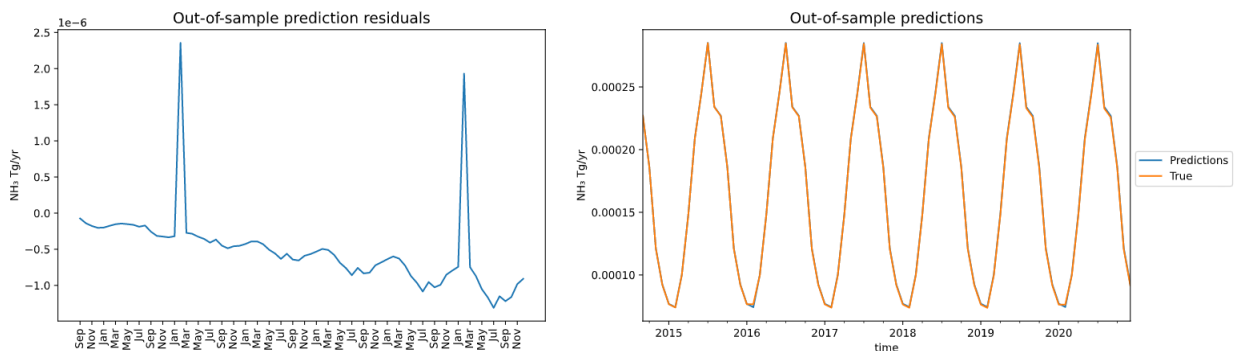 Out-of-sample prediction residuals
1e−6
2.5
2.0
1.5
1.0
0.5
0.0
−0.5
−1.0
NH₃ Tg/yr
Sep Nov Jan Mar May Jul Sep Nov Jan Mar May Jul Sep Nov Jan Mar May Jul Sep Nov Jan Mar May Jul Sep Nov Jan Mar May Jul Sep Nov Jan Mar May Jul Sep Nov
Out-of-sample predictions
0.00025
0.00020
0.00015
0.00010
NH₃ Tg/yr
2015 2016 2017 2018 2019 2020
time
Predictions
True